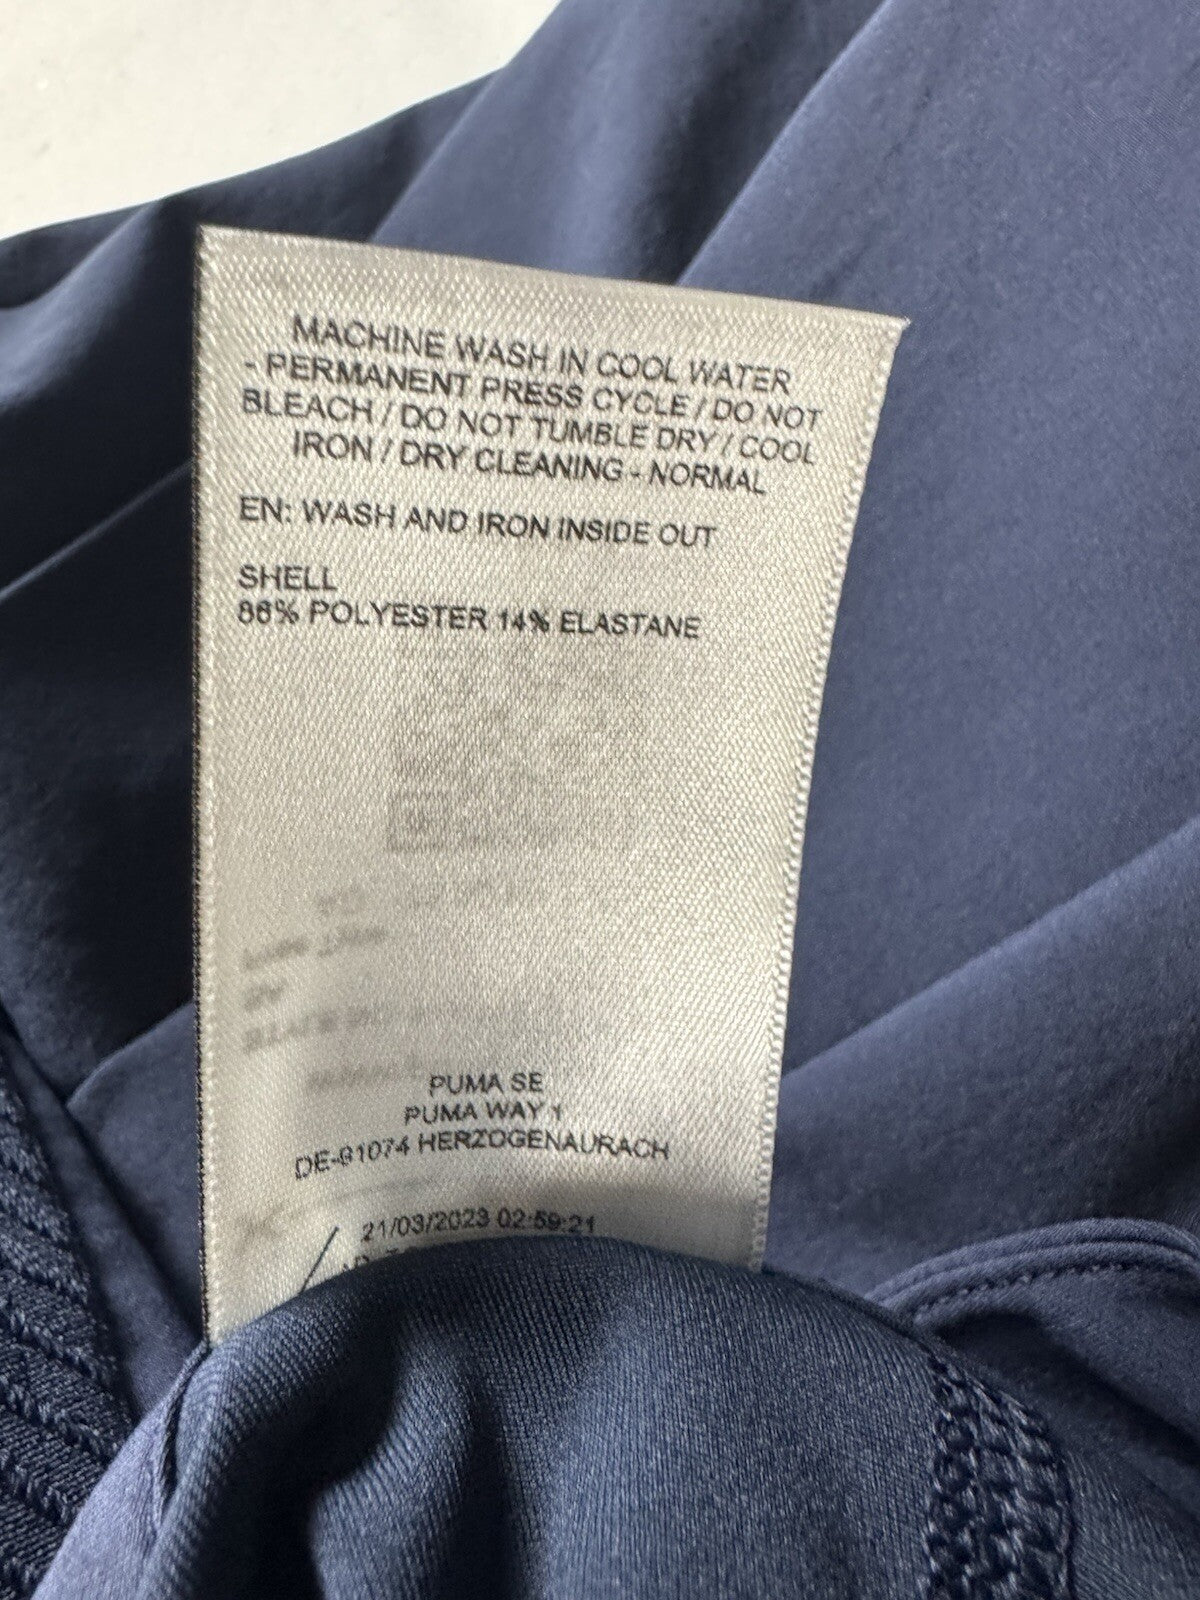 MACHINE WASH IN COOL WATER
- PERMANENT PRESS CYCLE / DO NOT
BLEACH / DO NOT TUMBLE DRY / COOL
IRON / DRY CLEANING - NORMAL
EN: WASH AND IRON INSIDE OUT
SHELL
86% POLYESTER 14% ELASTANE
PUMA SE
PUMA WAY 1
DE-91074 HERZOGENAURACH
21/03/2023 02:59:21